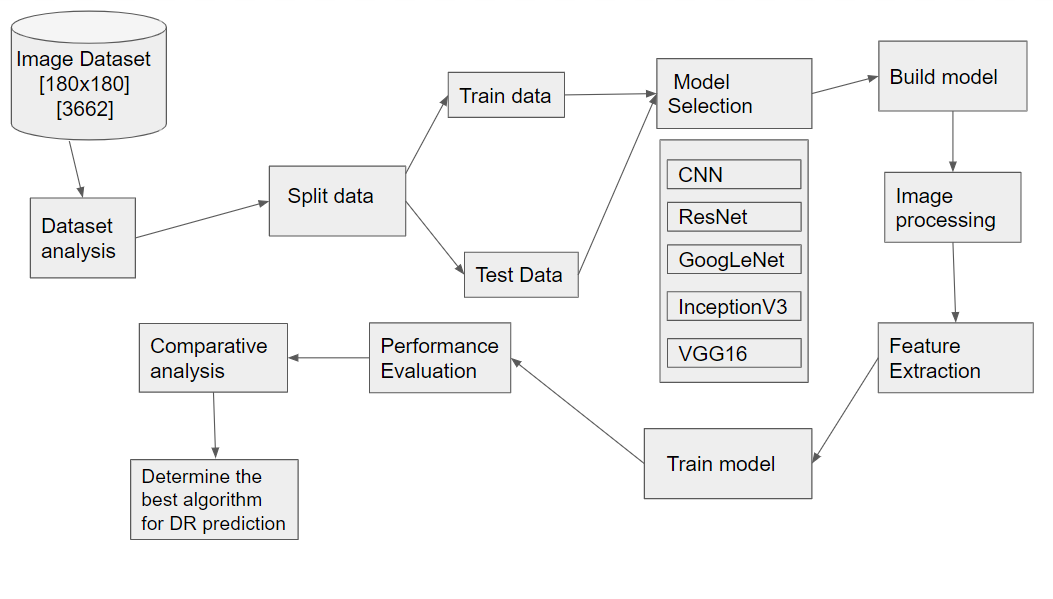 Image Dataset
[180x180]
[3662]
Dataset
analysis
Split data
Train data
Test Data
Model
Selection
CNN
ResNet
GoogLeNet
InceptionV3
VGG16
Build model
Image
processing
Feature
Extraction
Train model
Performance
Evaluation
Comparative
analysis
Determine the
best algorithm
for DR prediction